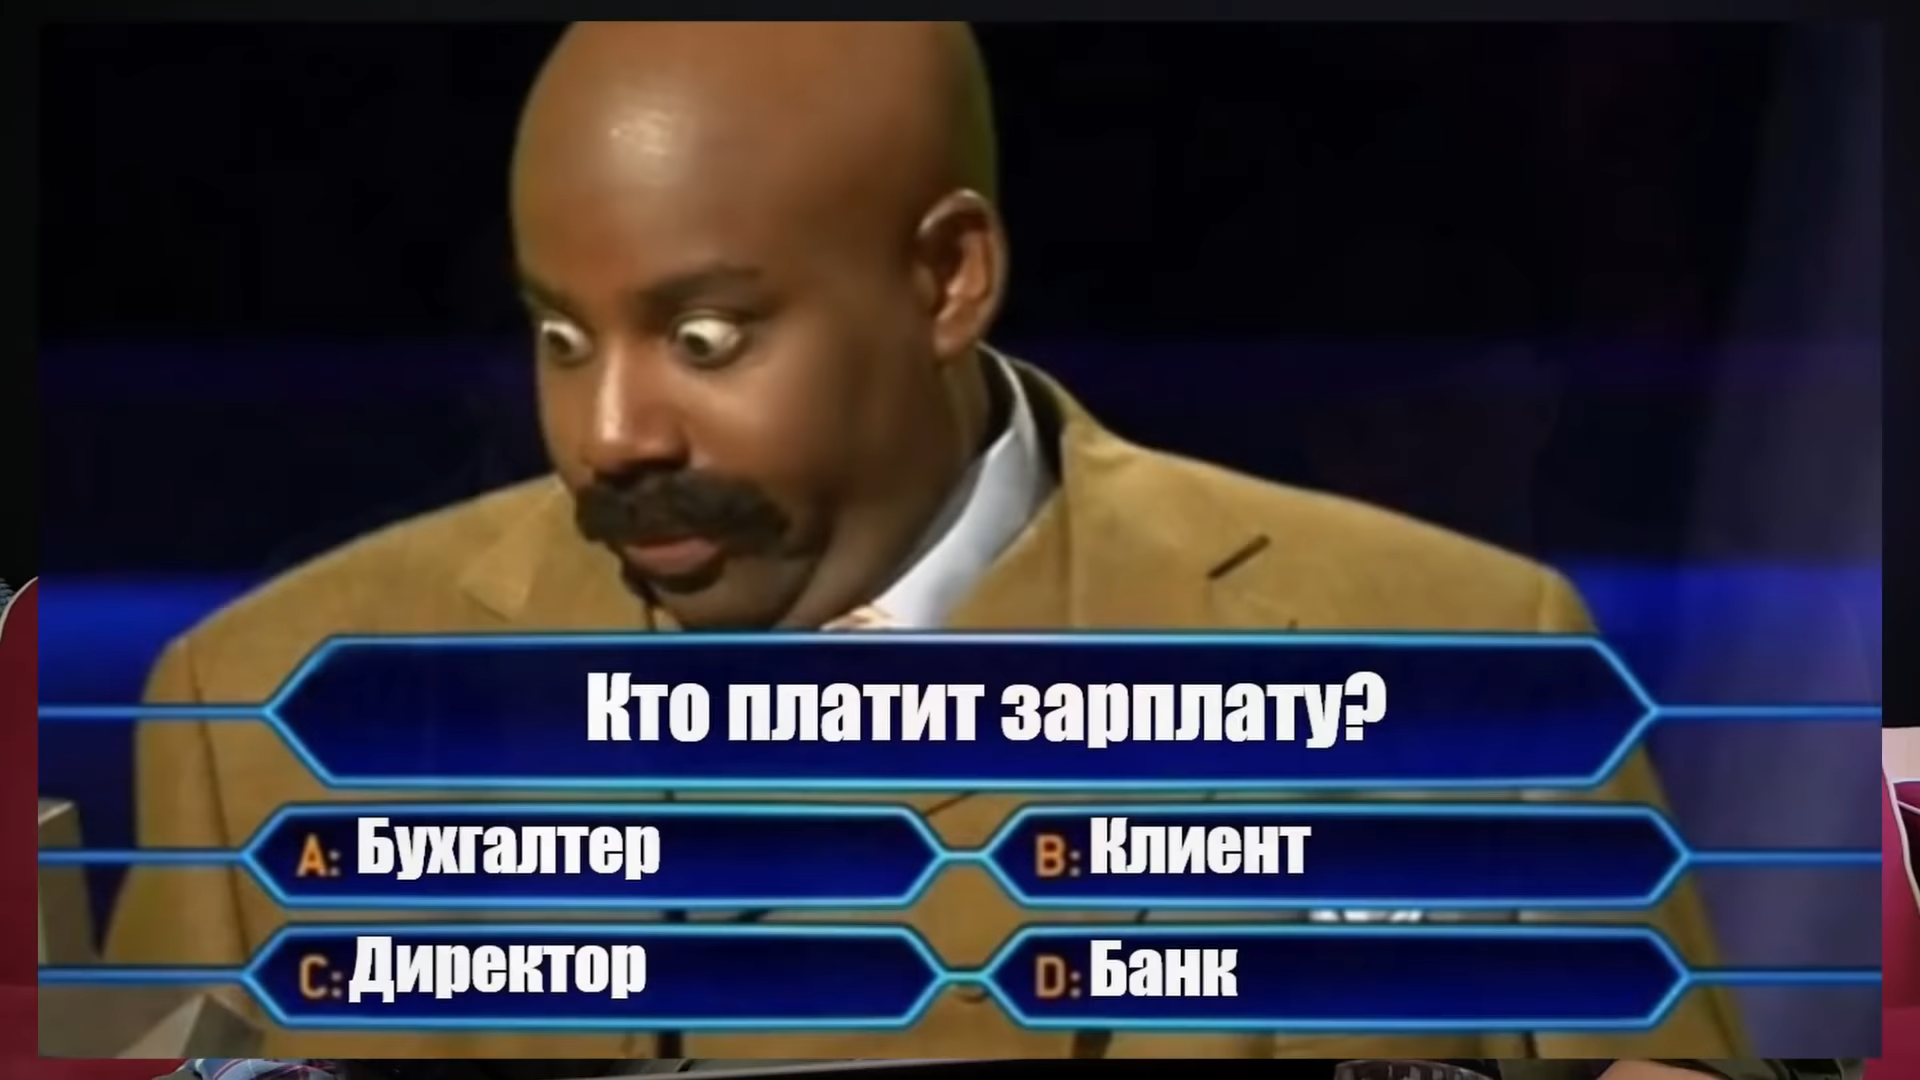 Кто платит зарплату?
A: Бухгалтер
B: Клиент
C: Директор
D: Банк